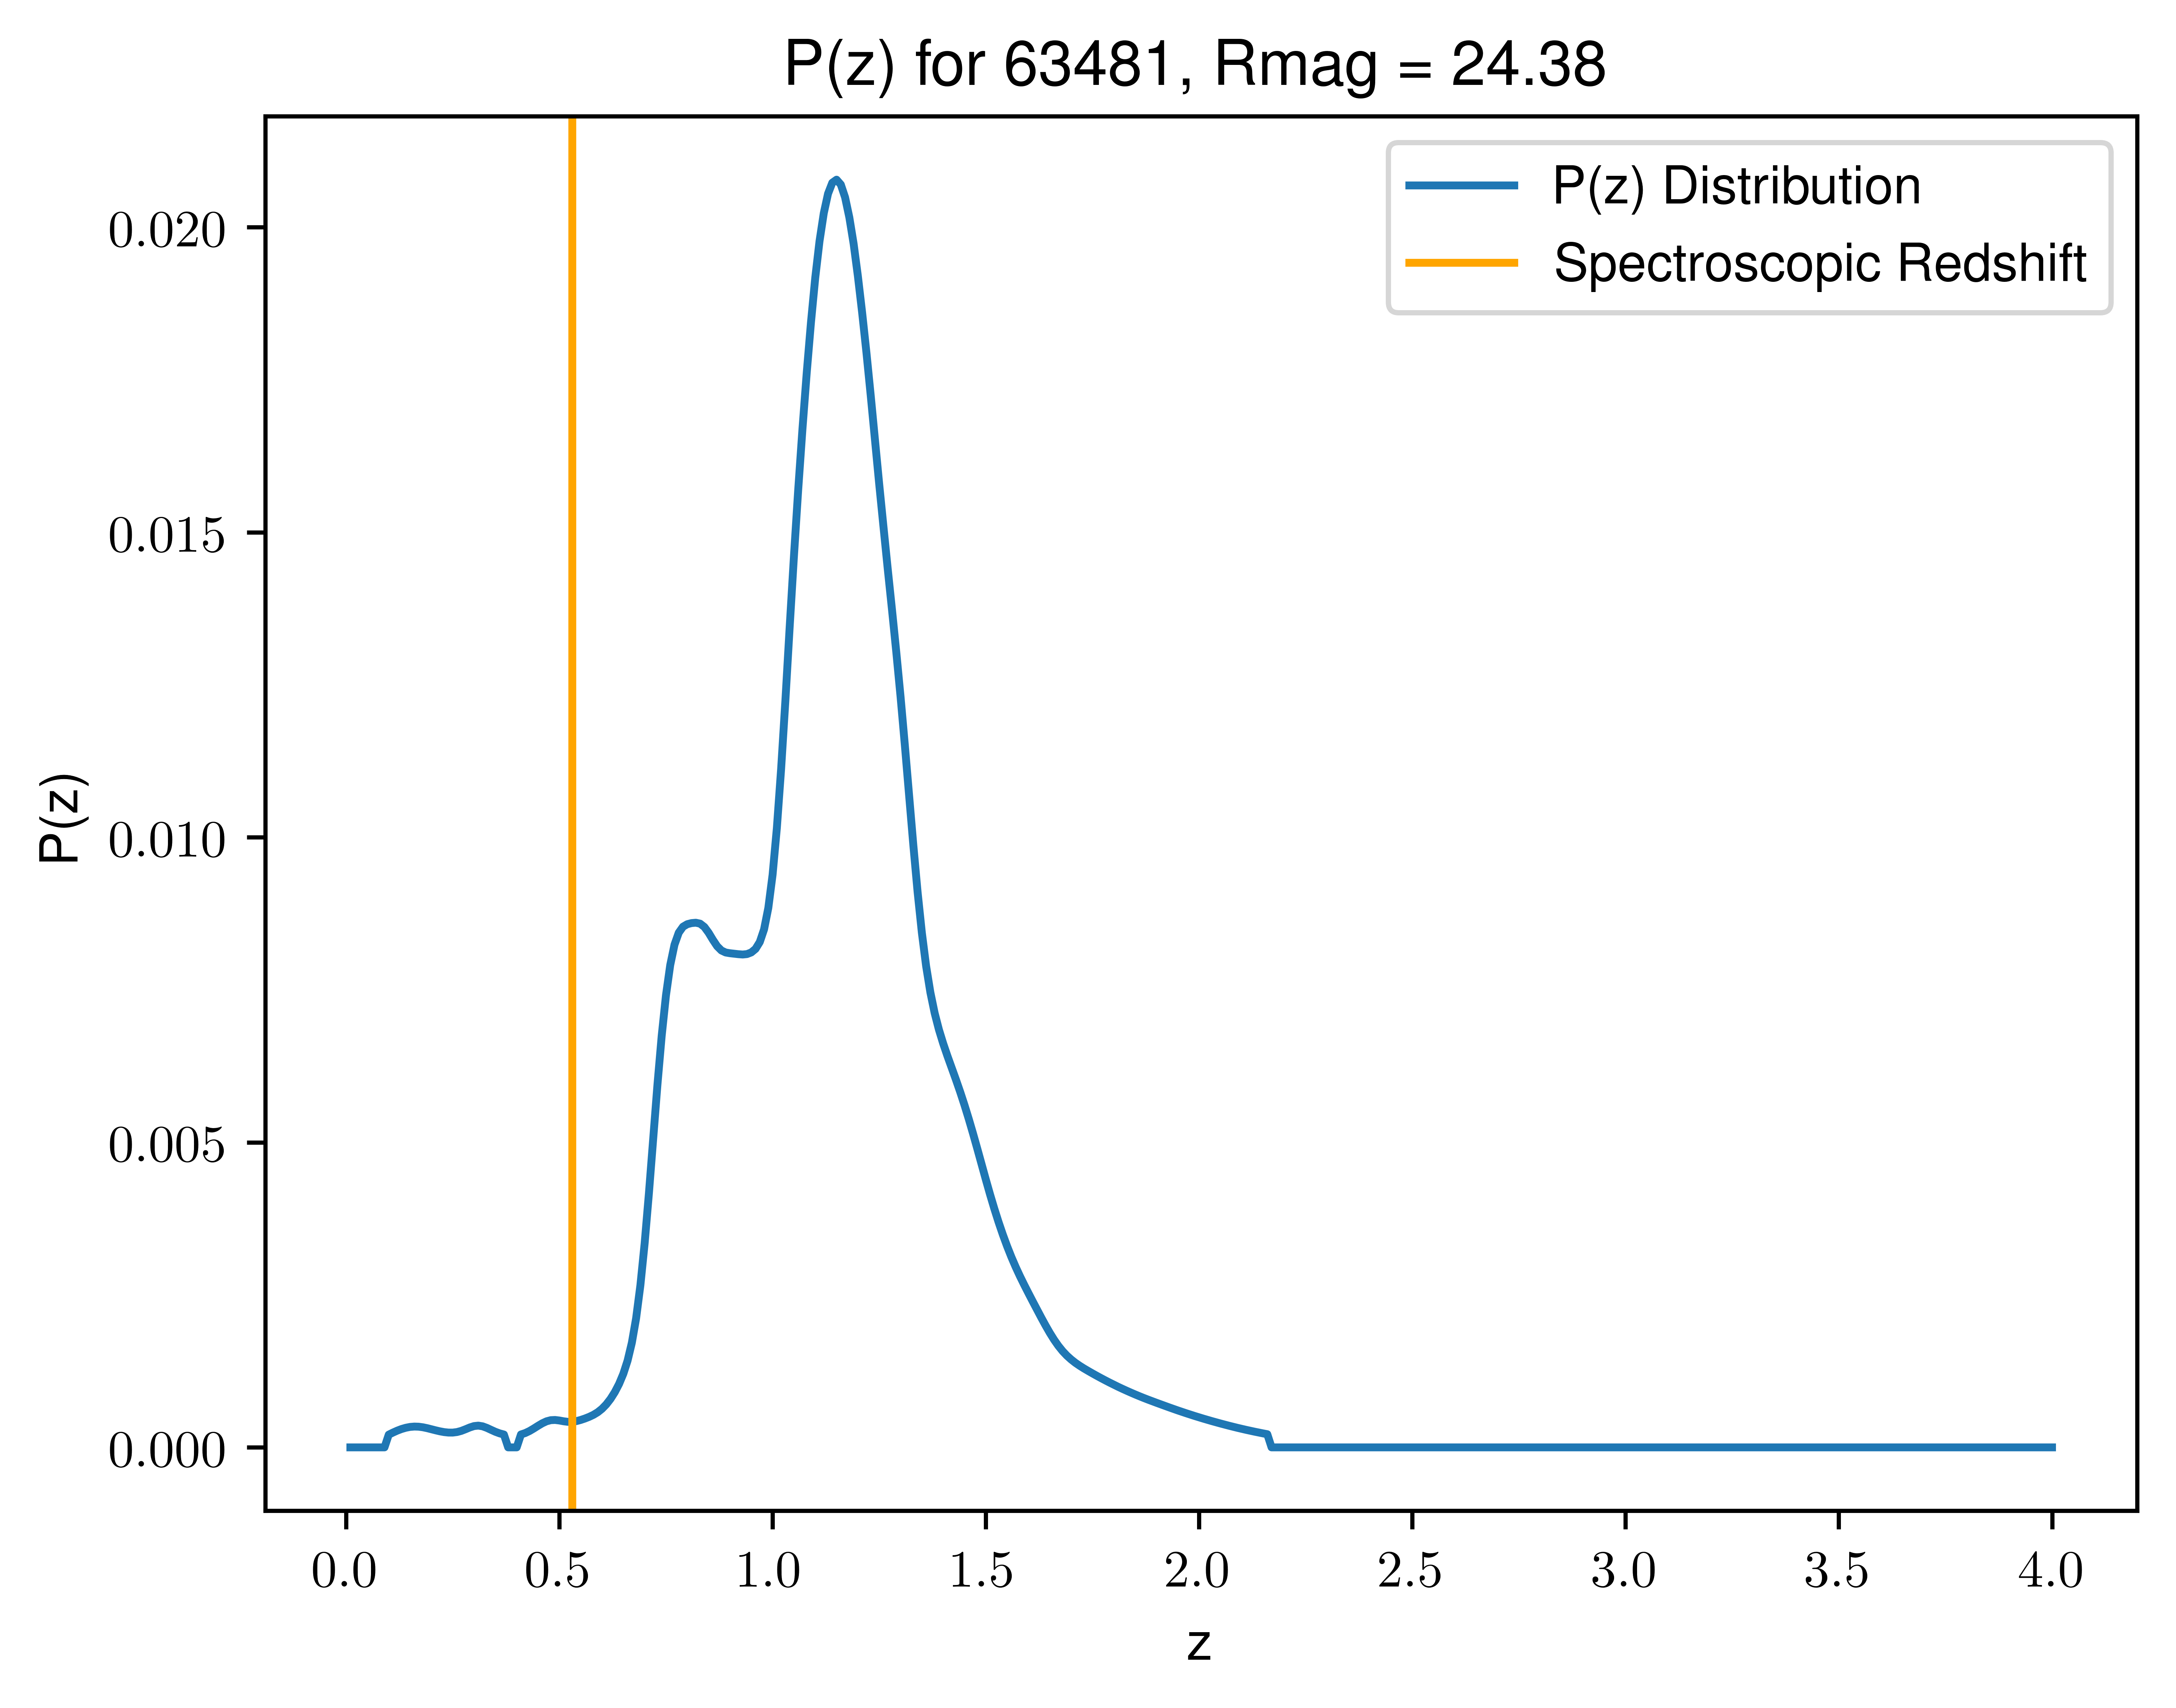 P(z) for 63481, Rmag = 24.38
P(z) Distribution
Spectroscopic Redshift
0.020
0.015
0.010
0.005
0.000
P(z)
0.0 0.5 1.0 1.5 2.0 2.5 3.0 3.5 4.0
z